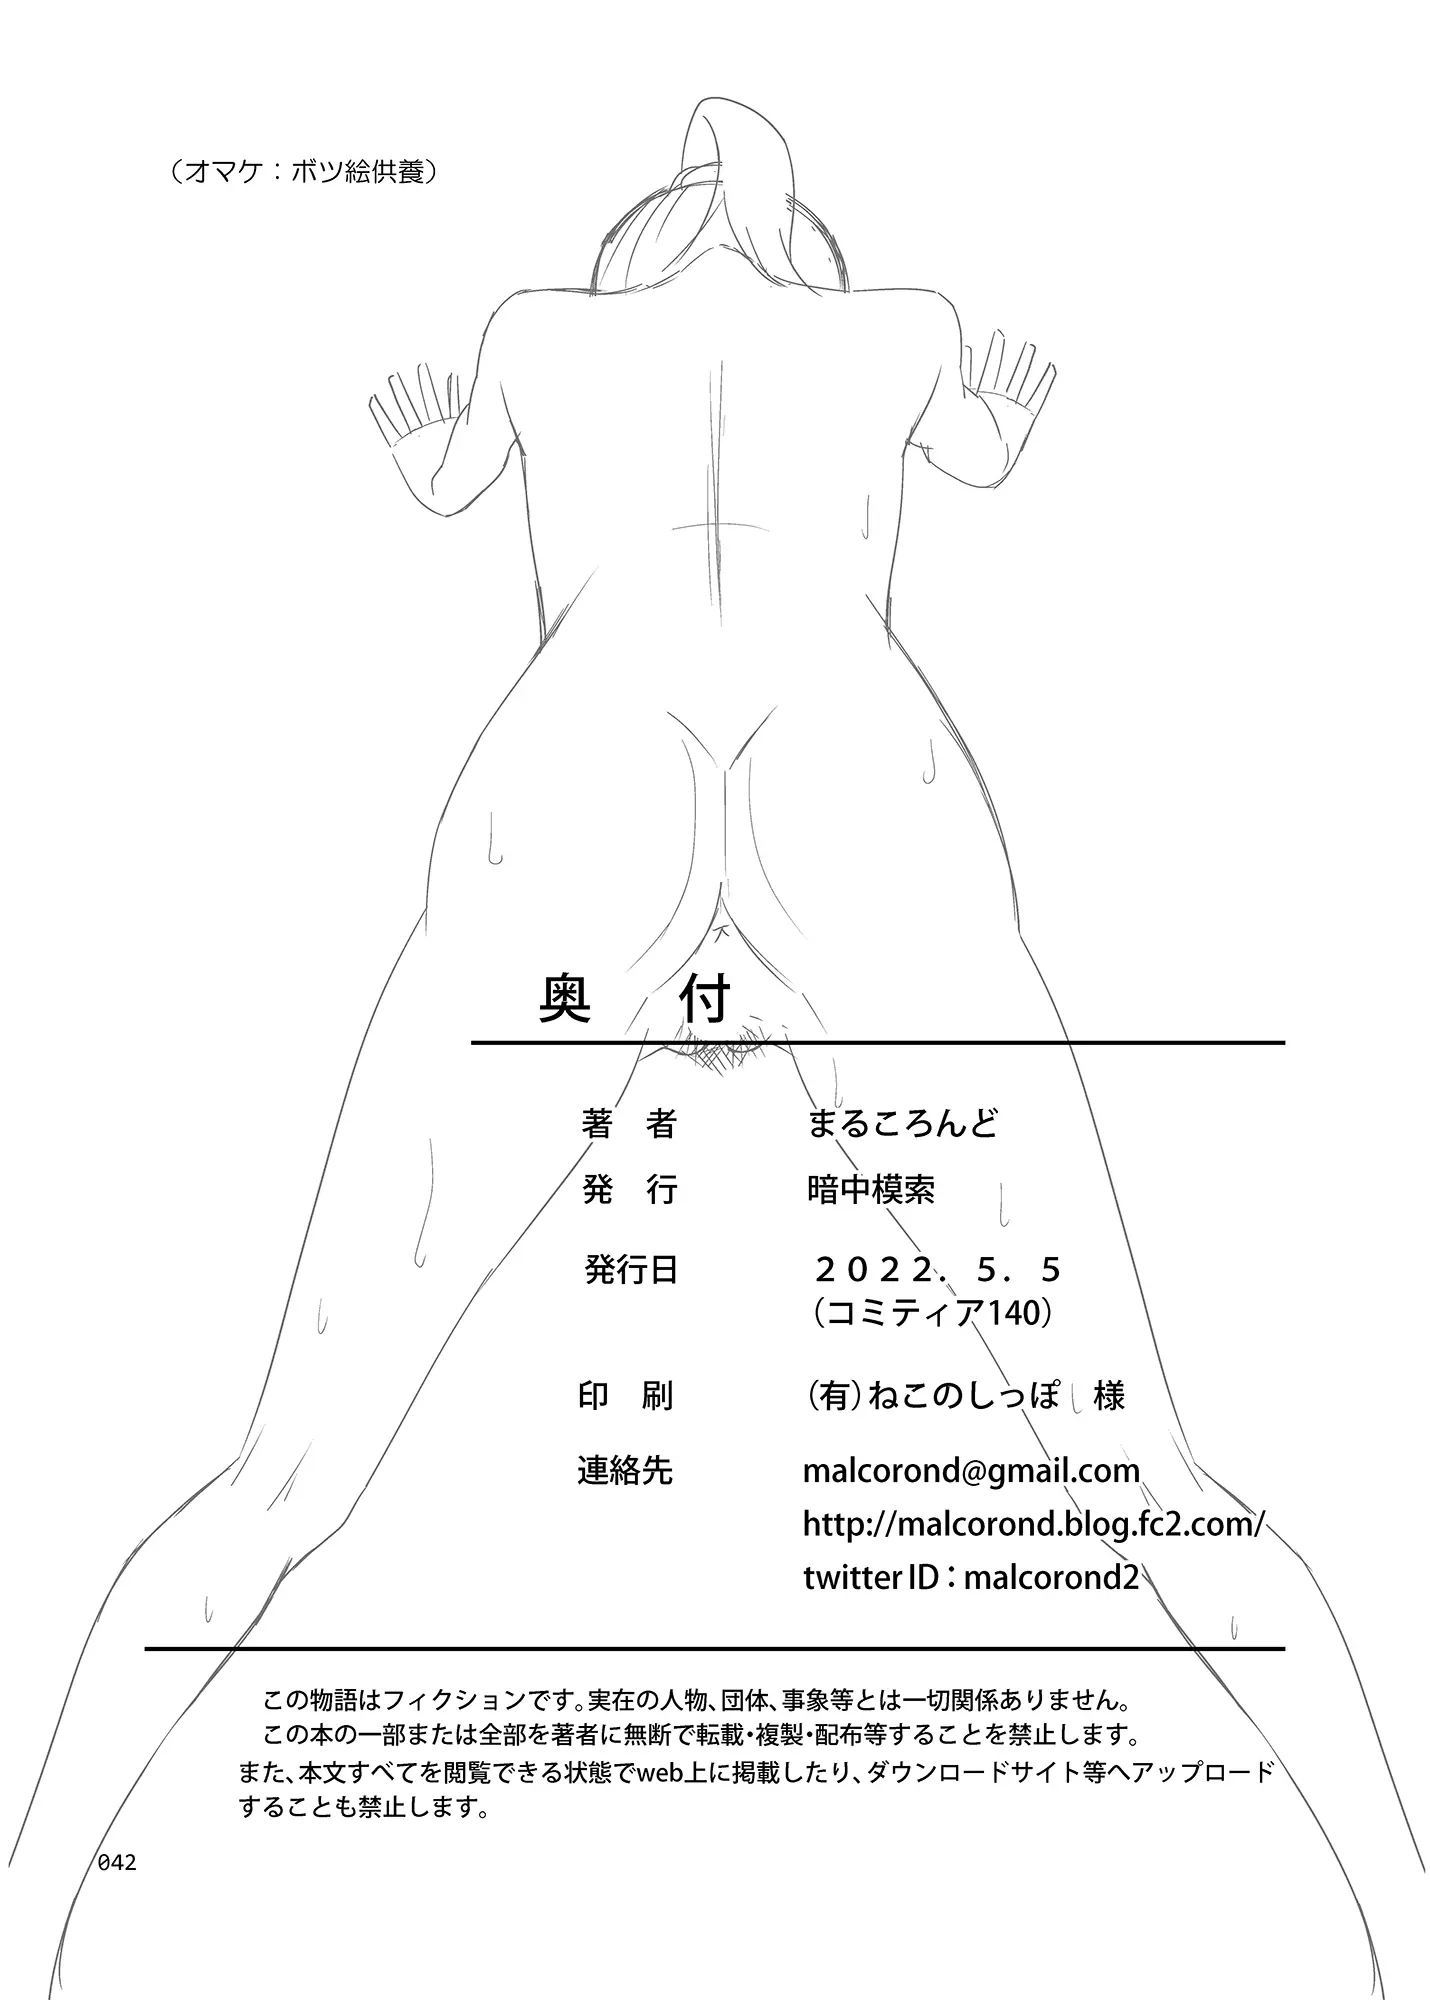 (オマケ：ボツ絵供養)
奥 付
著 者 まるころんど
発 行 暗中模索
発行日 ２０２２．５．５
(コミティア140)
印 刷 (有)ねこのしっぽ 様
連絡先 malcorond@gmail.com
http://malcorond.blog.fc2.com/
twitter ID：malcorond2
この物語はフィクションです。実在の人物、団体、事象等とは一切関係ありません。
この本の一部または全部を著者に無断で転載・複製・配布等することを禁止します。
また、本文すべてを閲覧できる状態でweb上に掲載したり、ダウンロードサイト等へアップロード
することも禁止します。
042